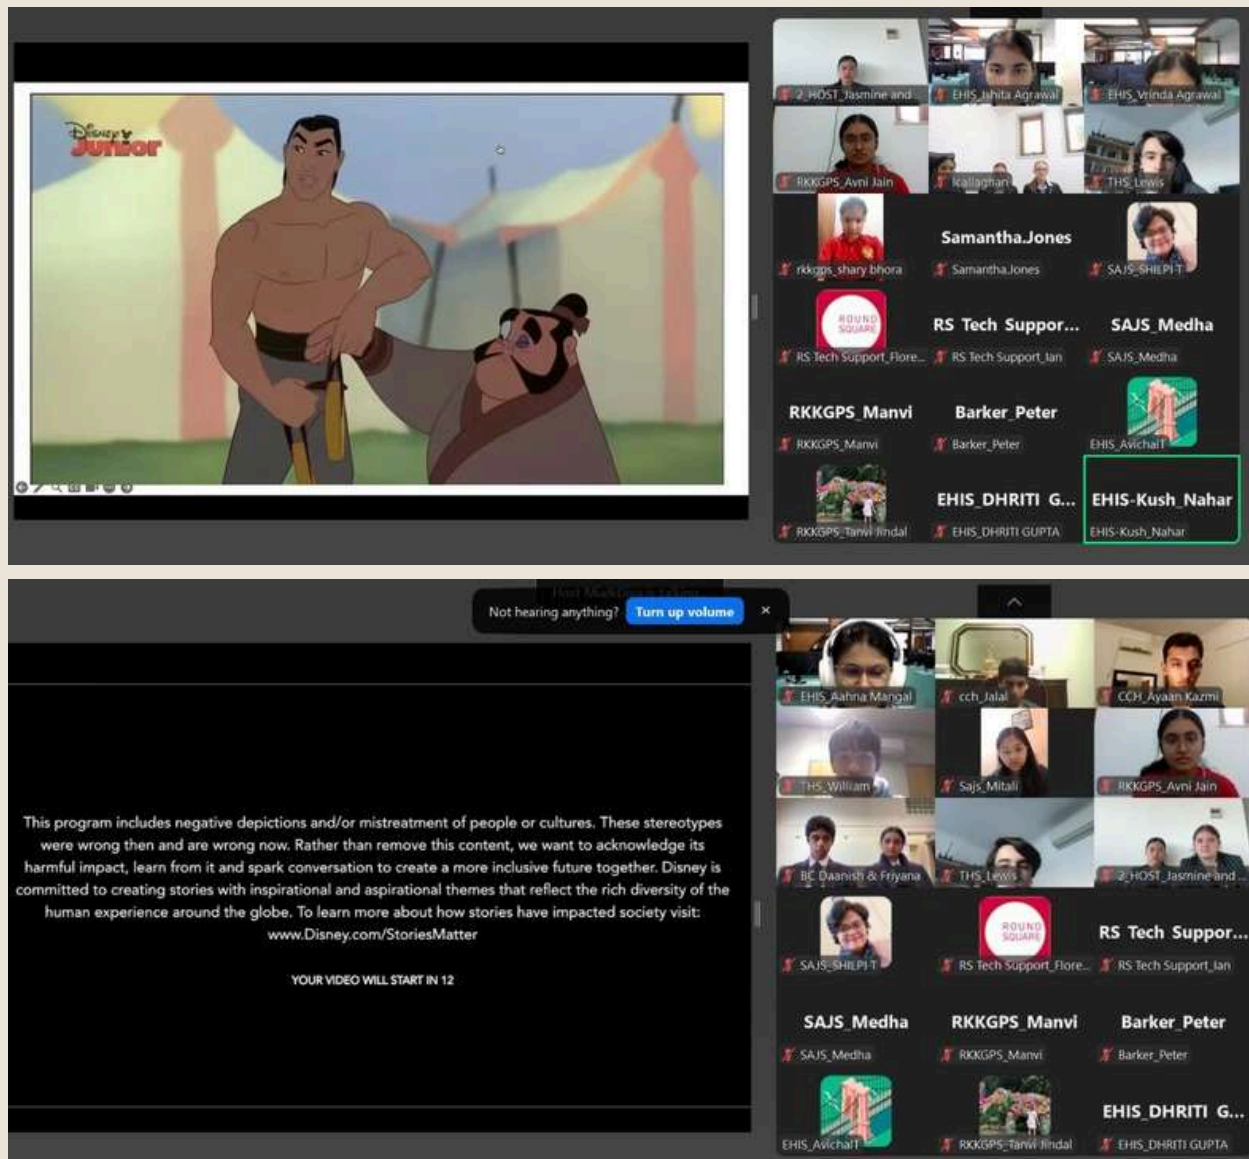 Disney
Junior
2_HOST_Jasmine and ...
EHIS_Ishita Agrawal
EHIS_Vrinda Agrawal
RKKGPS_Avni Jain
lcallaghan
THS_Lewis
rkkgps_shary bhora
Samantha.Jones
Samantha.Jones
SAJS_SHILPI T
ROUND
SQUARE
RS Tech Support_Flore...
RS Tech Suppor...
RS Tech Support_Ian
SAJS_Medha
SAJS_Medha
RKKGPS_Manvi
RKKGPS_Manvi
Barker_Peter
Barker_Peter
EHIS_AvichalT
RKKGPS_Tanvi Jindal
EHIS_DHRITI G...
EHIS_DHRITI GUPTA
EHIS-Kush_Nahar
EHIS-Kush_Nahar
Not hearing anything? Turn up volume
This program includes negative depictions and/or mistreatment of people or cultures. These stereotypes
were wrong then and are wrong now. Rather than remove this content, we want to acknowledge its
harmful impact, learn from it and spark conversation to create a more inclusive future together. Disney is
committed to creating stories with inspirational and aspirational themes that reflect the rich diversity of the
human experience around the globe. To learn more about how stories have impacted society visit:
www.Disney.com/StoriesMatter
YOUR VIDEO WILL START IN 12
EHIS_Aahna Mangal
cch_Jalal
CCH_Ayaan Kazmi
THS_William
Sajs_Mitali
RKKGPS_Avni Jain
BC Daanish & Friyana
THS_Lewis
2_HOST_Jasmine and ...
SAJS_SHILPI T
ROUND
SQUARE
RS Tech Support_Flore...
RS Tech Suppor...
RS Tech Support_Ian
SAJS_Medha
SAJS_Medha
RKKGPS_Manvi
RKKGPS_Manvi
Barker_Peter
Barker_Peter
EHIS_AvichalT
RKKGPS_Tanvi Jindal
EHIS_DHRITI G...
EHIS_DHRITI GUPTA